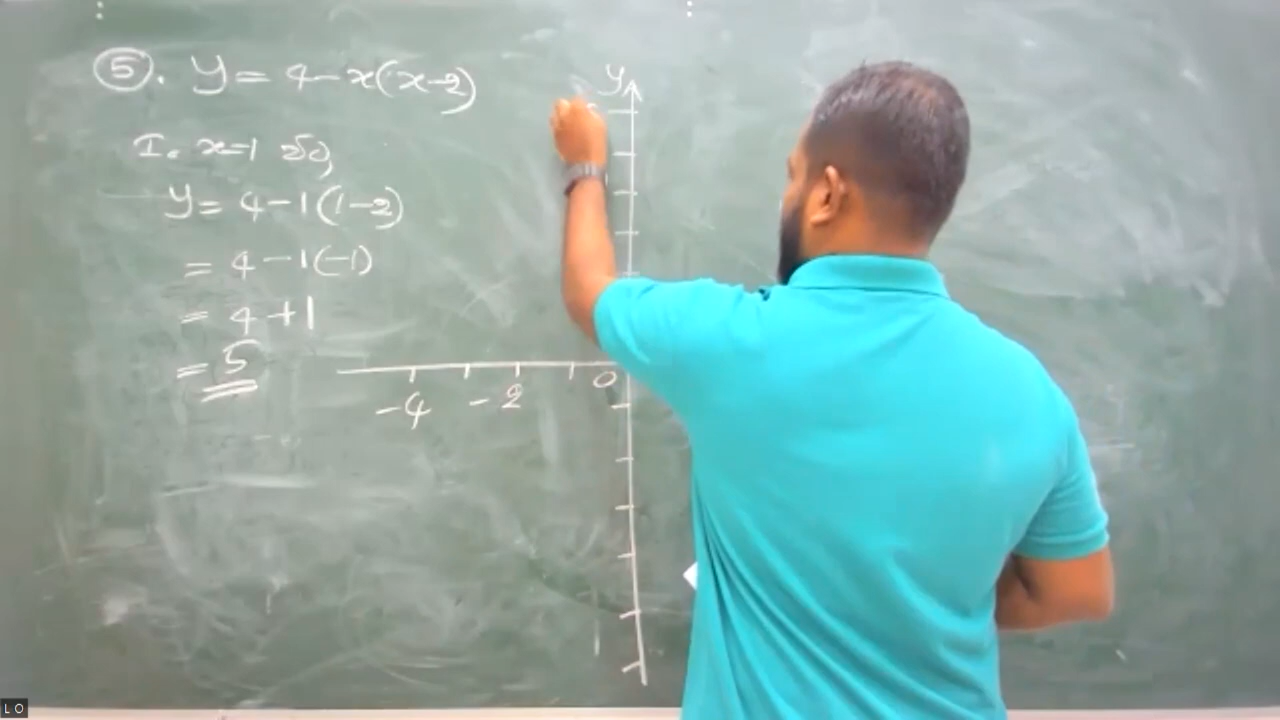 5. y = 4 - x(x-2)
I. x=1 විට,
y = 4 - 1(1-2)
= 4 - 1(-1)
= 4 + 1
= 5
y
-4 -2 0
L O